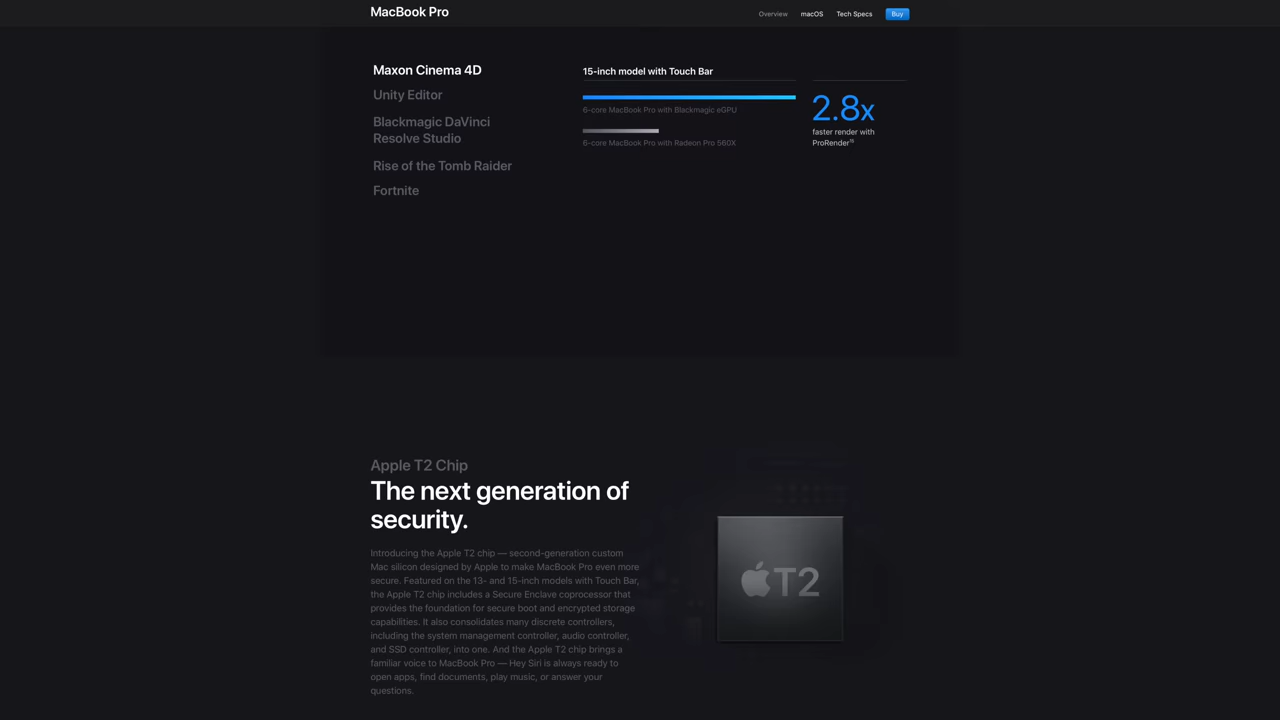 MacBook Pro
Overview
macOS
Tech Specs
Buy
Maxon Cinema 4D
Unity Editor
Blackmagic DaVinci
Resolve Studio
Rise of the Tomb Raider
Fortnite
15-inch model with Touch Bar
6-core MacBook Pro with Blackmagic eGPU
6-core MacBook Pro with Radeon Pro 560X
2.8x
faster render with
ProRender
Apple T2 Chip
The next generation of
security.
Introducing the Apple T2 chip — second-generation custom
Mac silicon designed by Apple to make MacBook Pro even more
secure. Featured on the 13- and 15-inch models with Touch Bar,
the Apple T2 chip includes a Secure Enclave coprocessor that
provides the foundation for secure boot and encrypted storage
capabilities. It also consolidates many discrete controllers,
including the system management controller, audio controller,
and SSD controller, into one. And the Apple T2 chip brings a
familiar voice to MacBook Pro — Hey Siri is always ready to
open apps, find documents, play music, or answer your
questions.
T2